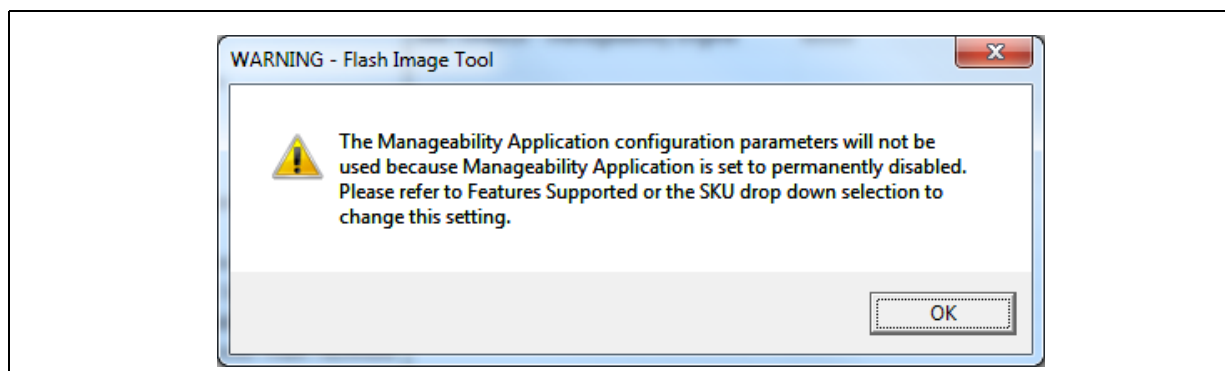 WARNING - Flash Image Tool
The Manageability Application configuration parameters will not be
used because Manageability Application is set to permanently disabled.
Please refer to Features Supported or the SKU drop down selection to
change this setting.
OK